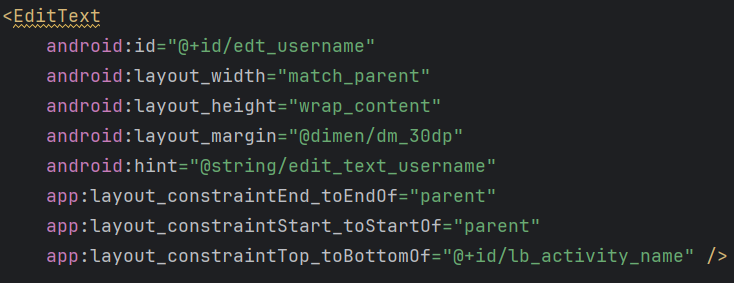 <EditText
android:id="@+id/edt_username"
android:layout_width="match_parent"
android:layout_height="wrap_content"
android:layout_margin="@dimen/dm_30dp"
android:hint="@string/edit_text_username"
app:layout_constraintEnd_toEndOf="parent"
app:layout_constraintStart_toStartOf="parent"
app:layout_constraintTop_toBottomOf="@+id/lb_activity_name" />